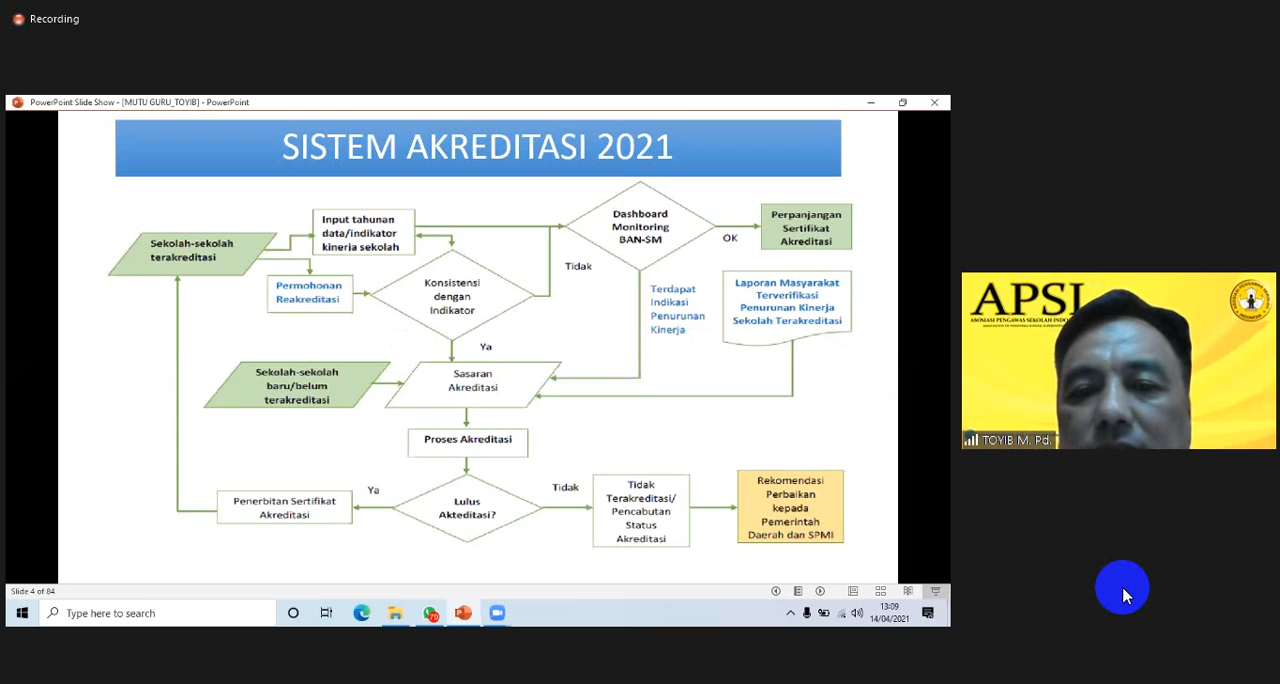 Recording
PowerPoint Slide Show - [MUTU GURU_TOYIB] - PowerPoint
SISTEM AKREDITASI 2021
Sekolah-sekolah
terakreditasi
Input tahunan
data/indikator
kinerja sekolah
Dashboard
Monitoring
BAN-SM
OK
Perpanjangan
Sertifikat
Akreditasi
Permohonan
Reakreditasi
Konsistensi
dengan
Indikator
Tidak
Terdapat
Indikasi
Penurunan
Kinerja
Laporan Masyarakat
Terverifikasi
Penurunan Kinerja
Sekolah Terakreditasi
Ya
Sekolah-sekolah
baru/belum
terakreditasi
Sasaran
Akreditasi
Proses Akreditasi
Penerbitan Sertifikat
Akreditasi
Ya
Lulus
Akteditasi?
Tidak
Tidak
Terakreditasi/
Pencabutan
Status
Akreditasi
Rekomendasi
Perbaikan
kepada
Pemerintah
Daerah dan SPMI
Slide 4 of 84
Type here to search
13:09
14/04/2021
APSI
ASOSIASI PENGAWAS SEKOLAH INDO
TOYIB M. Pd.